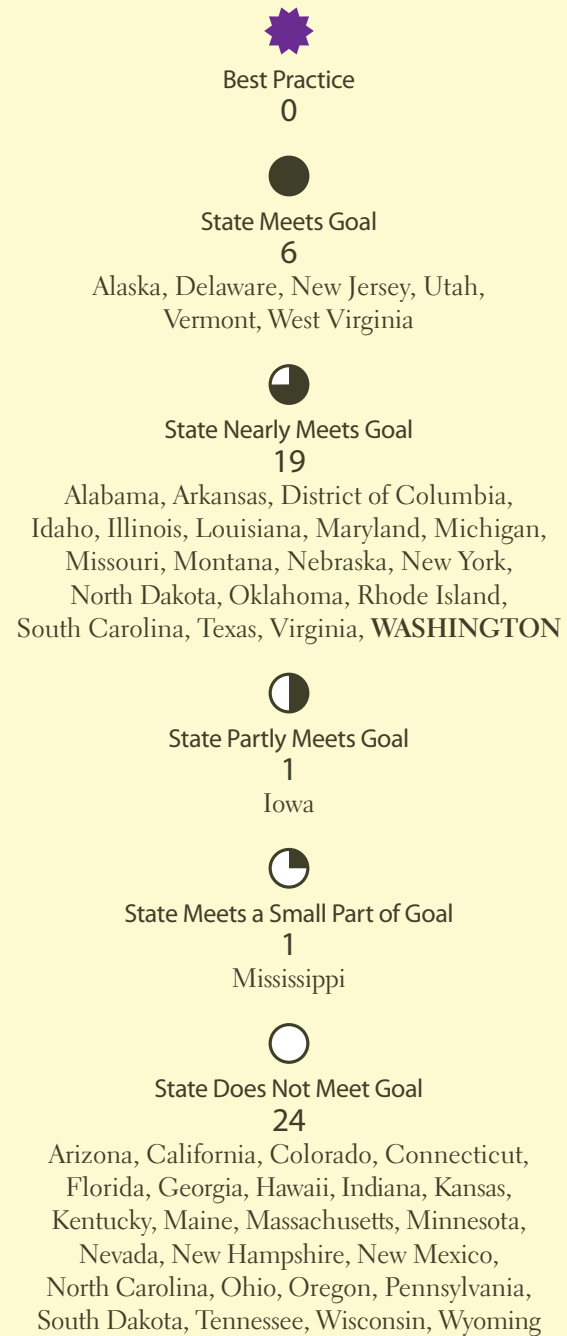 Best Practice
0
State Meets Goal
6
Alaska, Delaware, New Jersey, Utah,
Vermont, West Virginia
State Nearly Meets Goal
19
Alabama, Arkansas, District of Columbia,
Idaho, Illinois, Louisiana, Maryland, Michigan,
Missouri, Montana, Nebraska, New York,
North Dakota, Oklahoma, Rhode Island,
South Carolina, Texas, Virginia, WASHINGTON
State Partly Meets Goal
1
Iowa
State Meets a Small Part of Goal
1
Mississippi
State Does Not Meet Goal
24
Arizona, California, Colorado, Connecticut,
Florida, Georgia, Hawaii, Indiana, Kansas,
Kentucky, Maine, Massachusetts, Minnesota,
Nevada, New Hampshire, New Mexico,
North Carolina, Ohio, Oregon, Pennsylvania,
South Dakota, Tennessee, Wisconsin, Wyoming